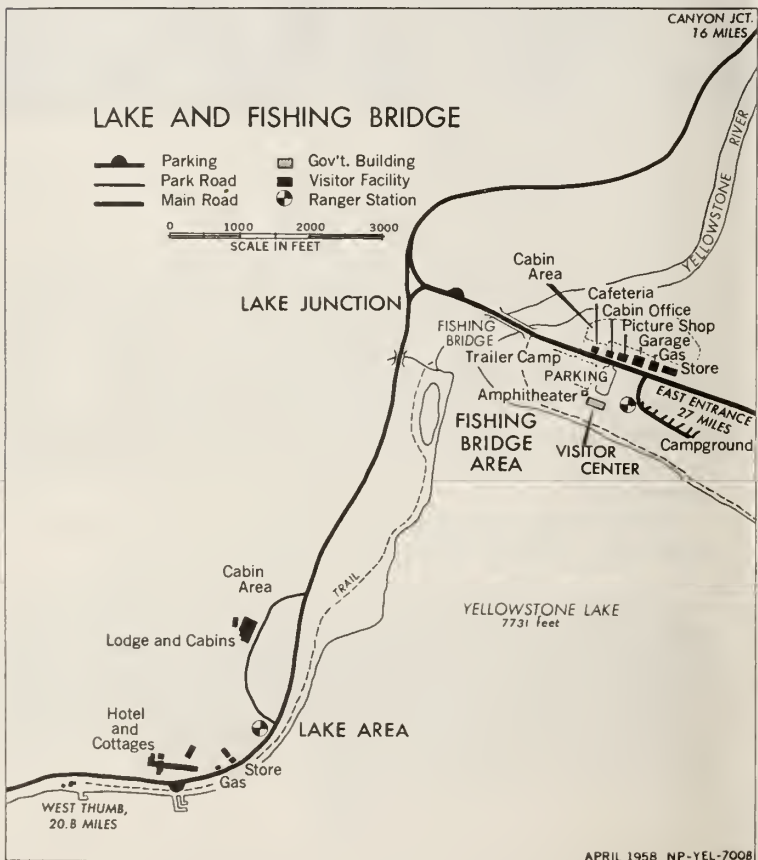 CANYON JCT.
16 MILES
LAKE AND FISHING BRIDGE
Parking
Park Road
Main Road
Gov't. Building
Visitor Facility
Ranger Station
0 1000 2000 3000
SCALE IN FEET
YELLOWSTONE RIVER
LAKE JUNCTION
Cabin
Area
Cafeteria
Cabin Office
Picture Shop
Garage
Gas
Store
FISHING
BRIDGE
Trailer Camp
PARKING
Amphitheater
EAST ENTRANCE
27 MILES
FISHING
BRIDGE
AREA
VISITOR
CENTER
Campground
Cabin
Area
TRAIL
YELLOWSTONE LAKE
7731 feet
Lodge and Cabins
Hotel
and
Cottages
LAKE AREA
Store
Gas
WEST THUMB,
20.8 MILES
APRIL 1958 NP-YEL-7008